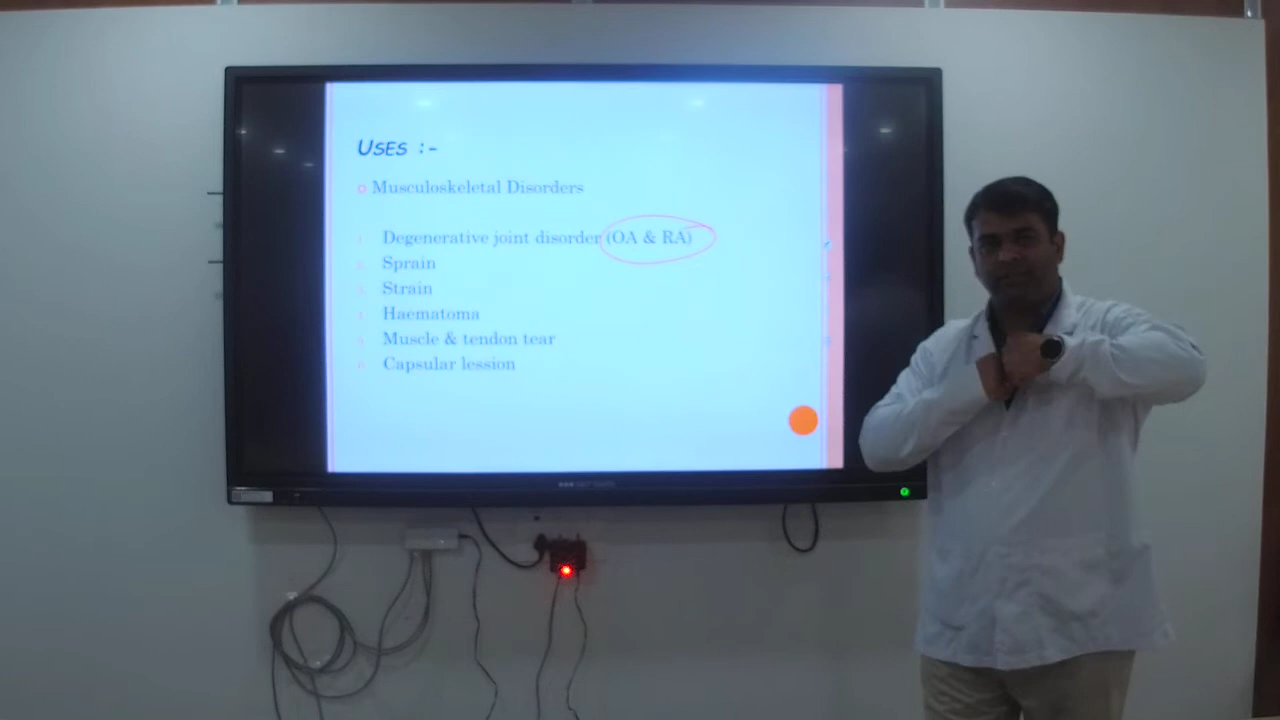 USES :-
Musculoskeletal Disorders
Degenerative joint disorder (OA & RA)
Sprain
Strain
Haematoma
Muscle & tendon tear
Capsular lession